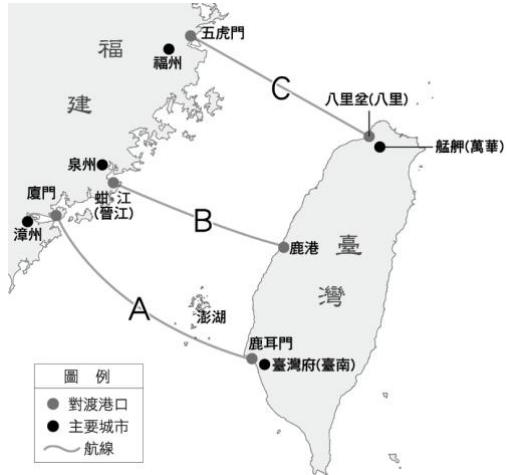 五虎門
福
福州
建
C
八里坌(八里)
艋舺(萬華)
泉州
蚶江
(晉江)
廈門
漳州
B
鹿港
臺
灣
A
澎湖
鹿耳門
臺灣府(臺南)
圖 例
對渡港口
主要城市
航線